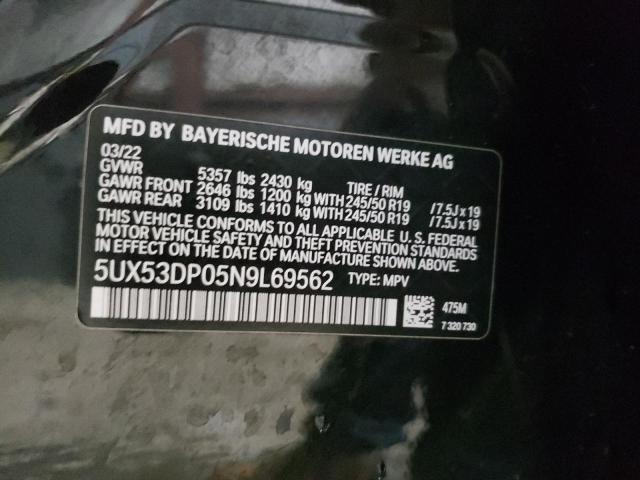 MFD BY BAYERISCHE MOTOREN WERKE AG
03/22
GVWR 5357 lbs 2430 kg TIRE / RIM
GAWR FRONT 2646 lbs 1200 kg WITH 245/50 R19 / 7.5J x 19
GAWR REAR 3109 lbs 1410 kg WITH 245/50 R19 / 7.5J x 19
THIS VEHICLE CONFORMS TO ALL APPLICABLE U.S. FEDERAL
MOTOR VEHICLE SAFETY AND THEFT PREVENTION STANDARDS
IN EFFECT ON THE DATE OF MANUFACTURE SHOWN ABOVE.
5UX53DP05N9L69562 TYPE: MPV
475M
7 320 730